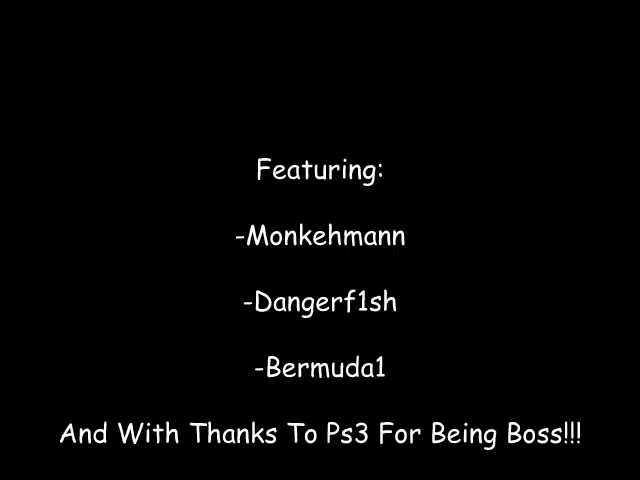 Featuring:
-Monkehmann
-Dangerf1sh
-Bermuda1
And With Thanks To Ps3 For Being Boss!!!